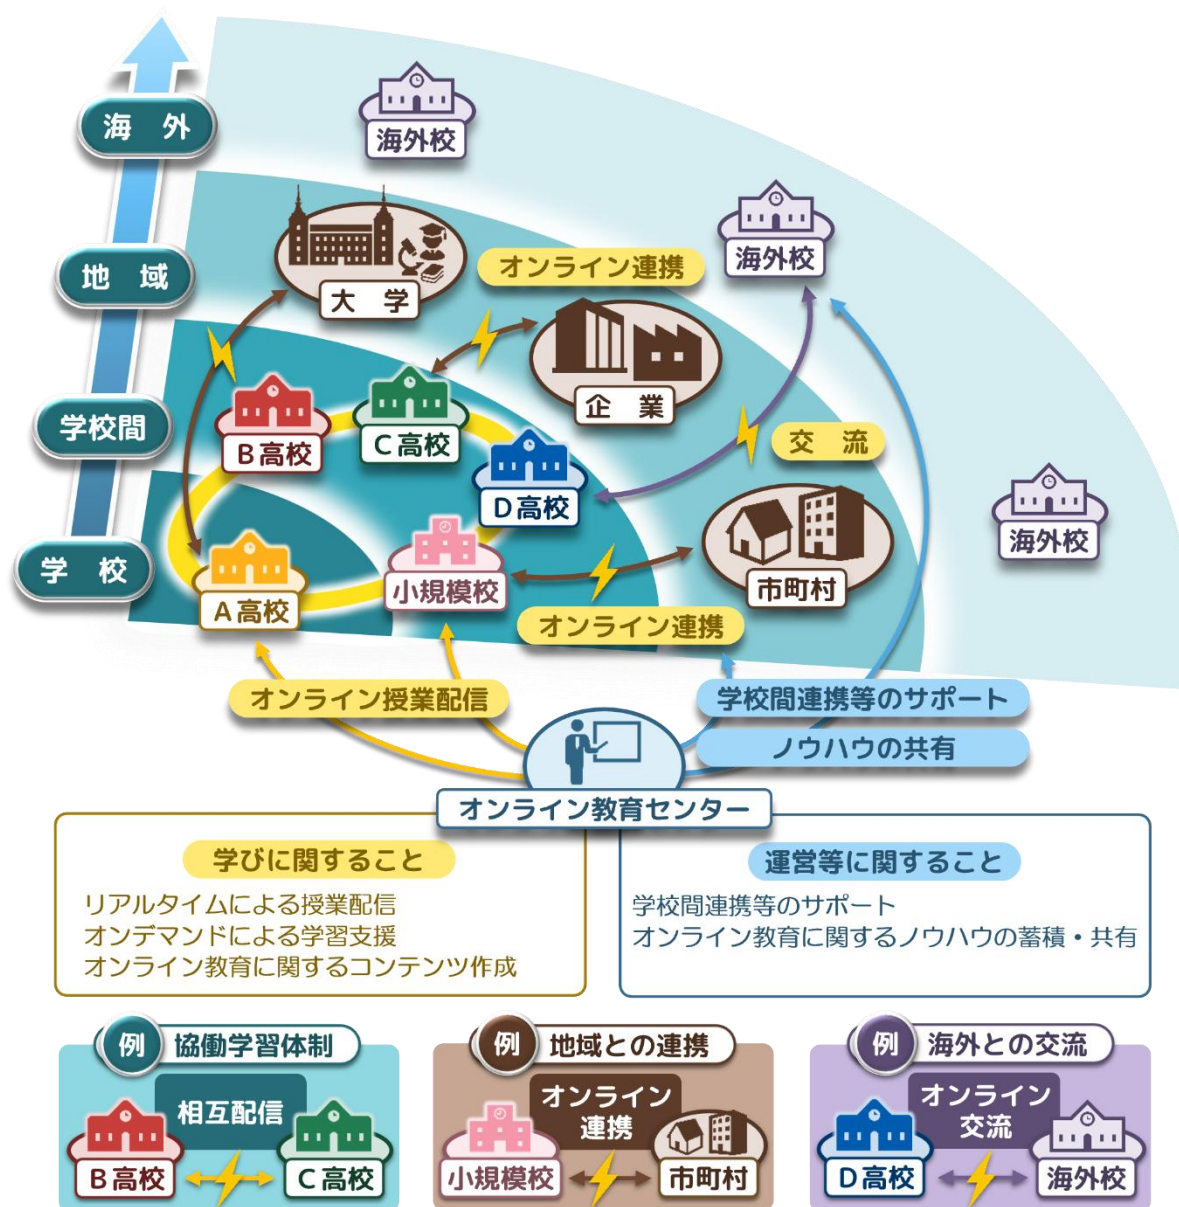 海　外
海外校
地　域
大　学
オンライン連携
海外校
企　業
学校間
B高校
C高校
D高校
交　流
海外校
学　校
A高校
小規模校
市町村
オンライン連携
オンライン授業配信
学校間連携等のサポート
ノウハウの共有
オンライン教育センター
学びに関すること
リアルタイムによる授業配信
オンデマンドによる学習支援
オンライン教育に関するコンテンツ作成
運営等に関すること
学校間連携等のサポート
オンライン教育に関するノウハウの蓄積・共有
例　協働学習体制
相互配信
B高校
C高校
例　地域との連携
オンライン
連携
小規模校
市町村
例　海外との交流
オンライン
交流
D高校
海外校